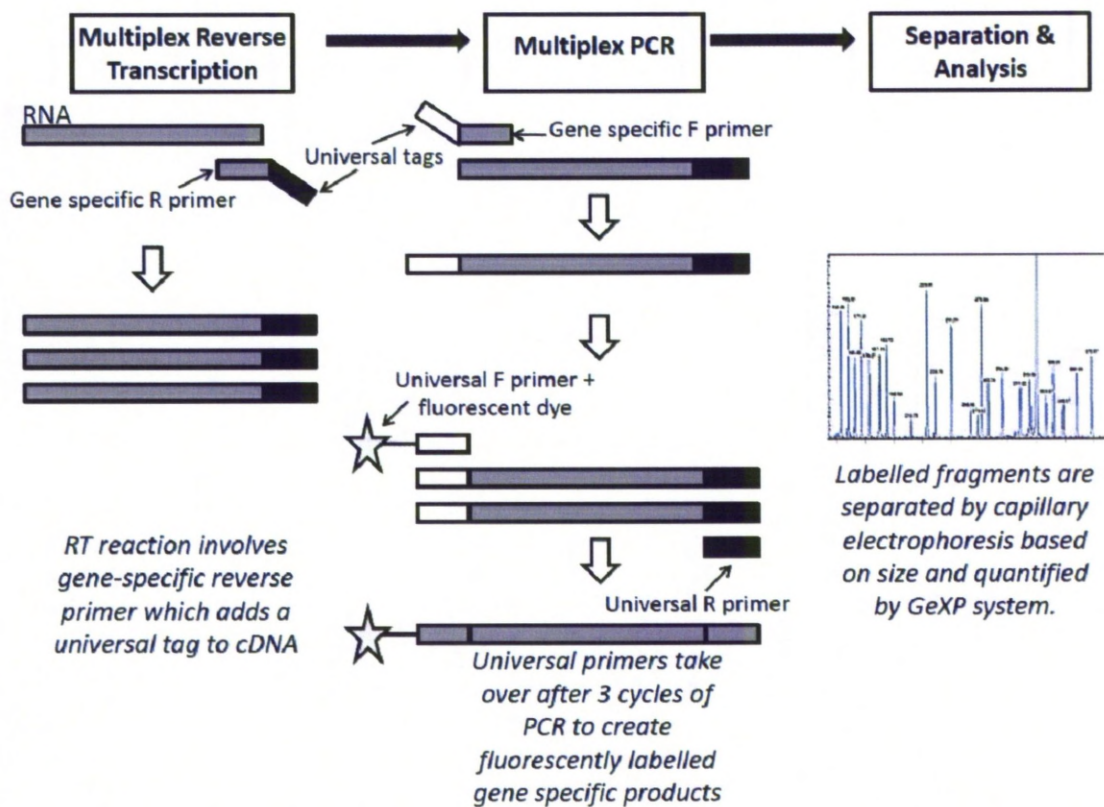 Multiplex Reverse
Transcription
Multiplex PCR
Separation &
Analysis
RNA
Gene specific R primer
Universal tags
Gene specific F primer
Universal F primer +
fluorescent dye
Universal R primer
RT reaction involves
gene-specific reverse
primer which adds a
universal tag to cDNA
Universal primers take
over after 3 cycles of
PCR to create
fluorescently labelled
gene specific products
Labelled fragments are
separated by capillary
electrophoresis based
on size and quantified
by GeXP system.